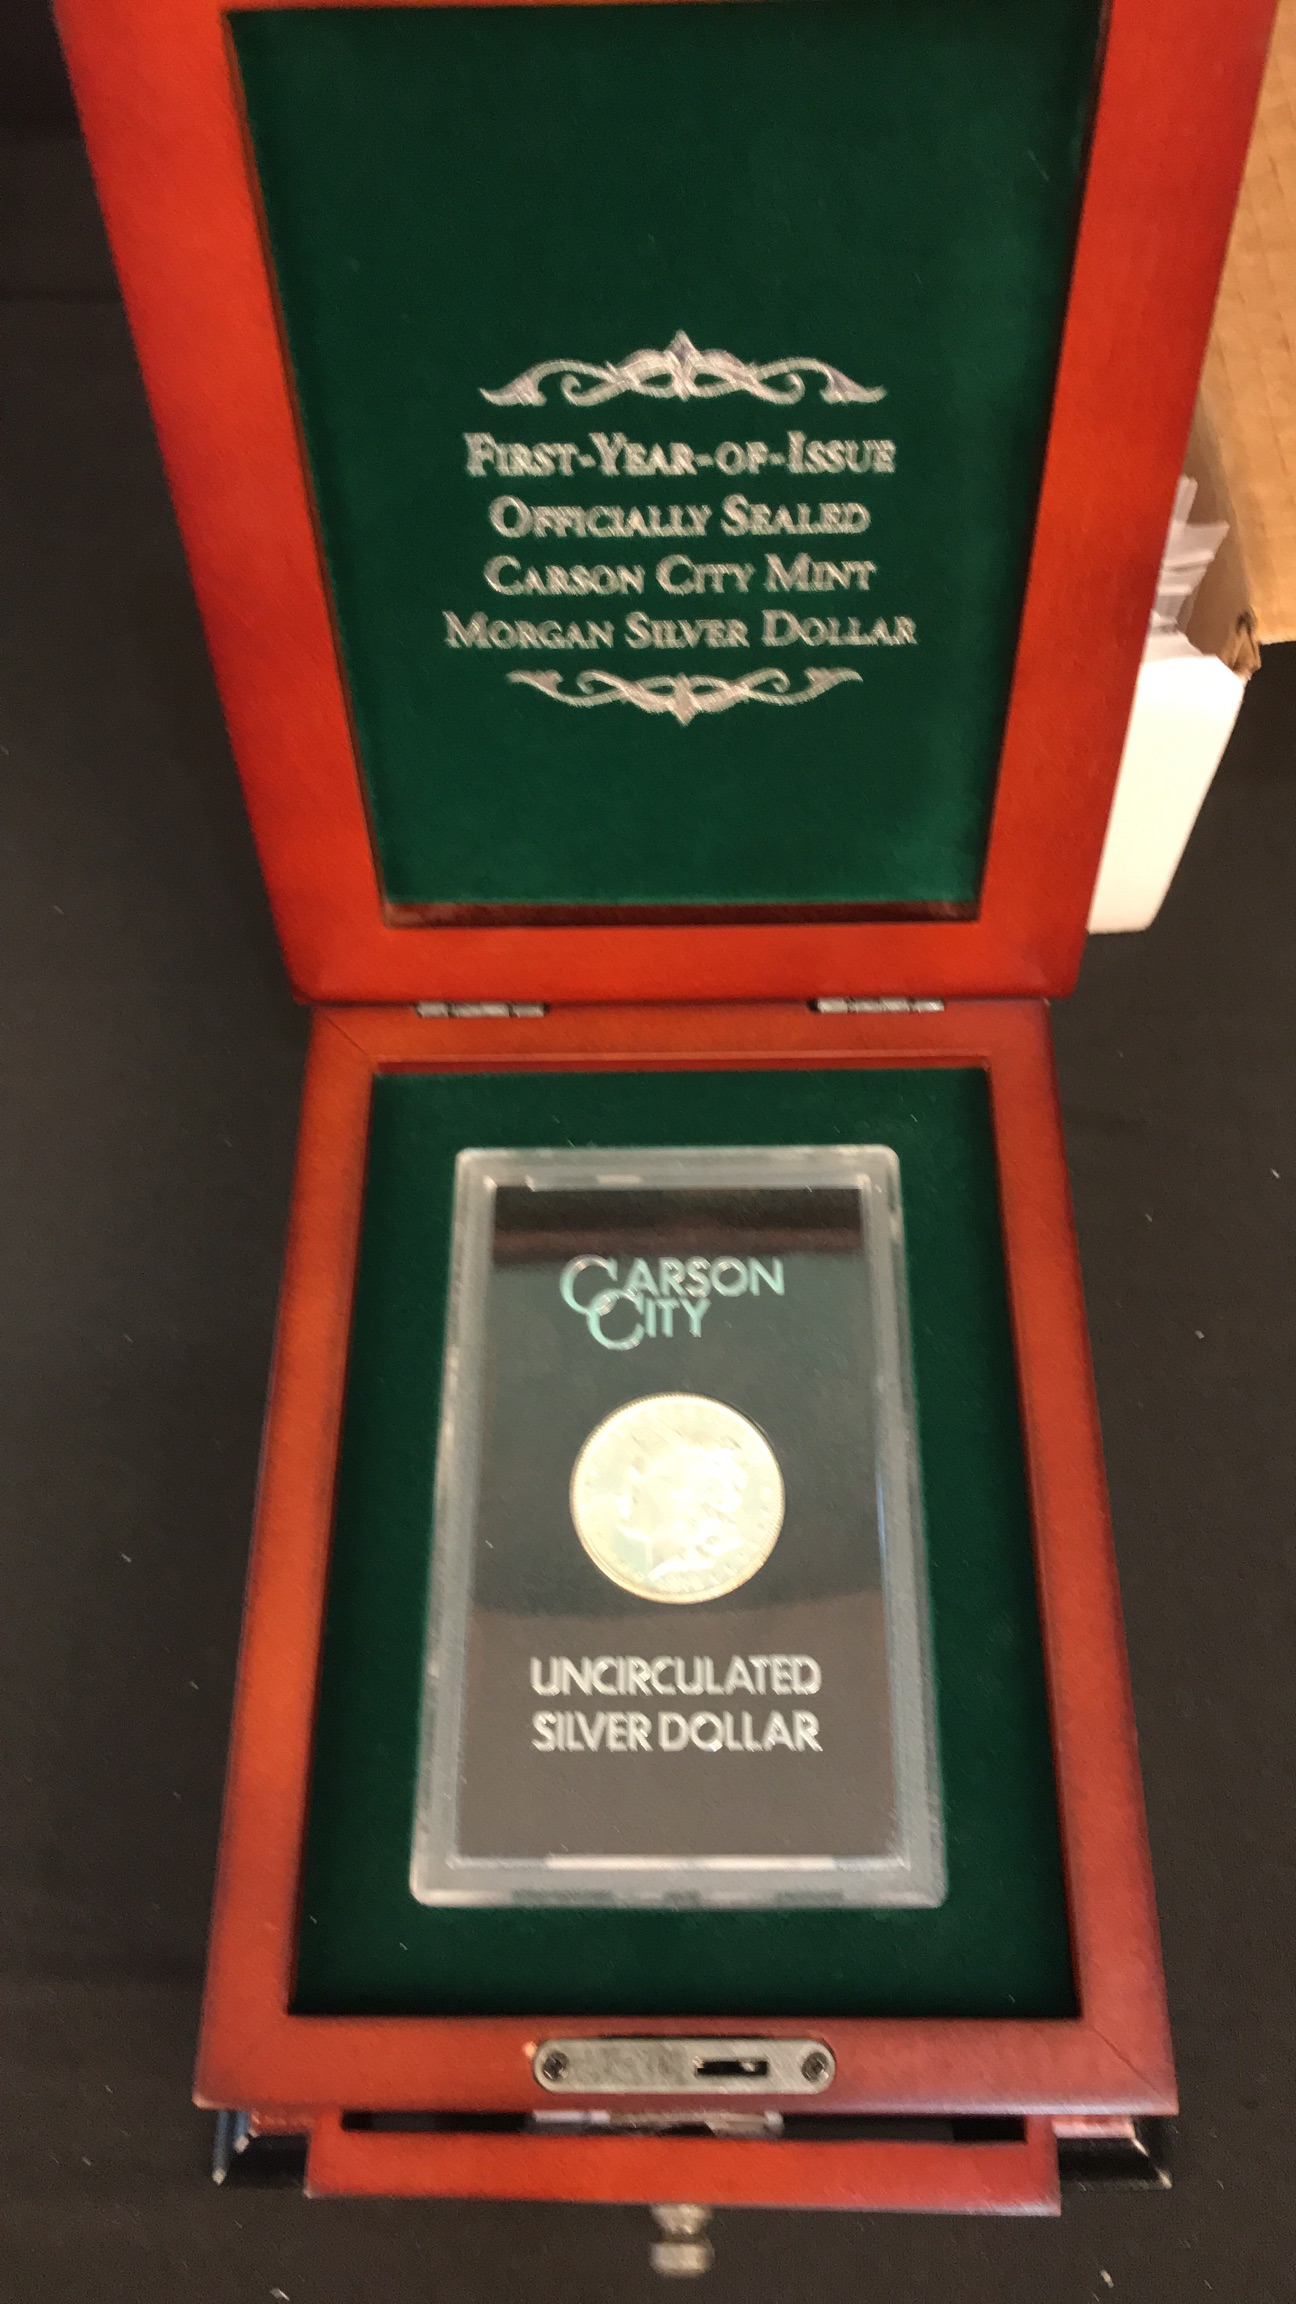 First-Year-of-Issue
Officially Sealed
Carson City Mint
Morgan Silver Dollar
CARSON
CITY
UNCIRCULATED
SILVER DOLLAR